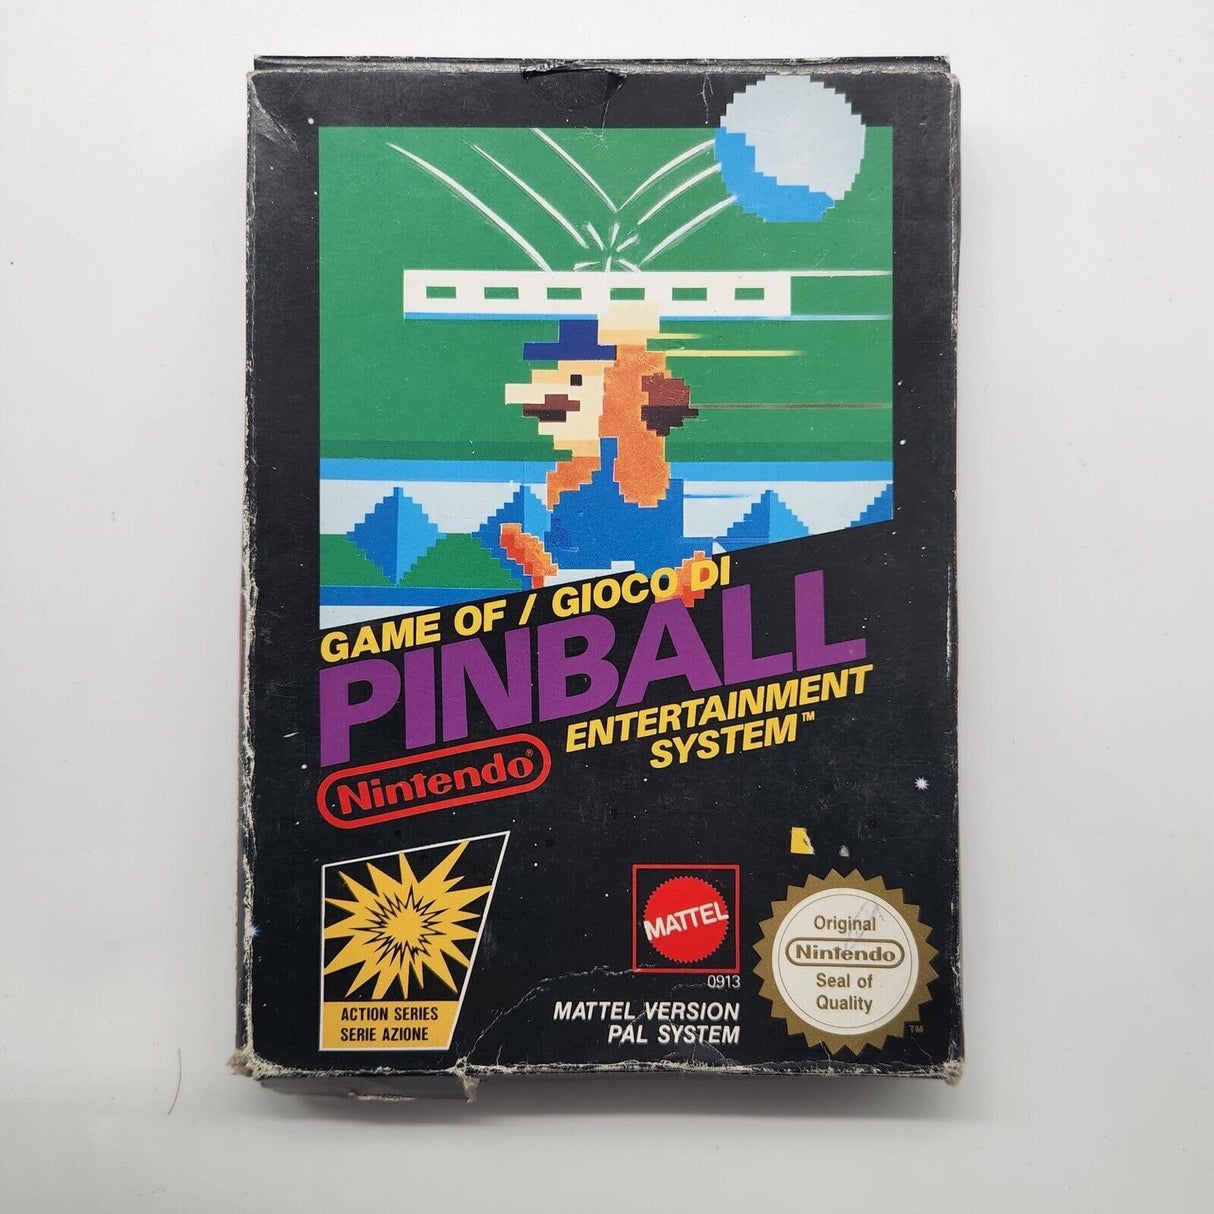 GAME OF / GIOCO DI
PINBALL
ENTERTAINMENT
SYSTEM™
Nintendo®
ACTION SERIES
SERIE AZIONE
MATTEL
0913
MATTEL VERSION
PAL SYSTEM
Original
Nintendo
Seal of
Quality
TM